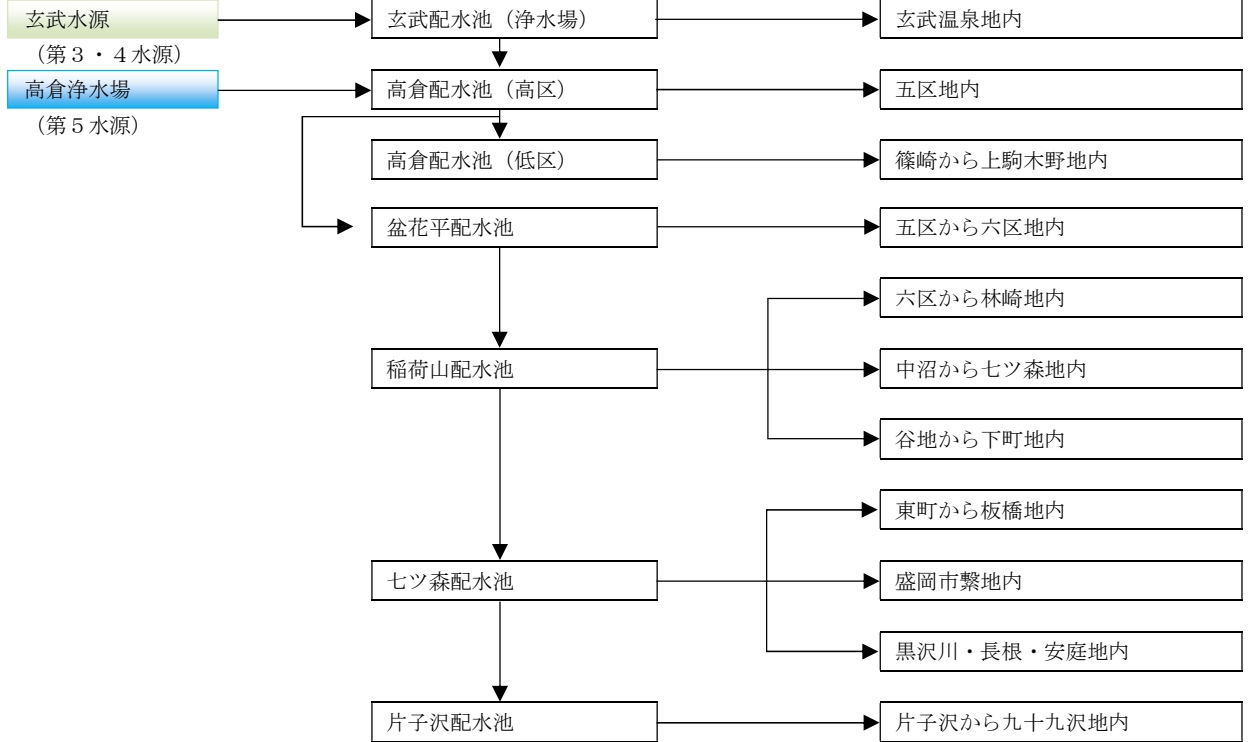 玄武水源
玄武配水池（浄水場）
玄武温泉地内
（第３・４水源）
高倉浄水場
高倉配水池（高区）
五区地内
（第５水源）
高倉配水池（低区）
篠崎から上駒木野地内
盆花平配水池
五区から六区地内
六区から林崎地内
稲荷山配水池
中沼から七ツ森地内
谷地から下町地内
東町から板橋地内
七ツ森配水池
盛岡市繋地内
黒沢川・長根・安庭地内
片子沢配水池
片子沢から九十九沢地内